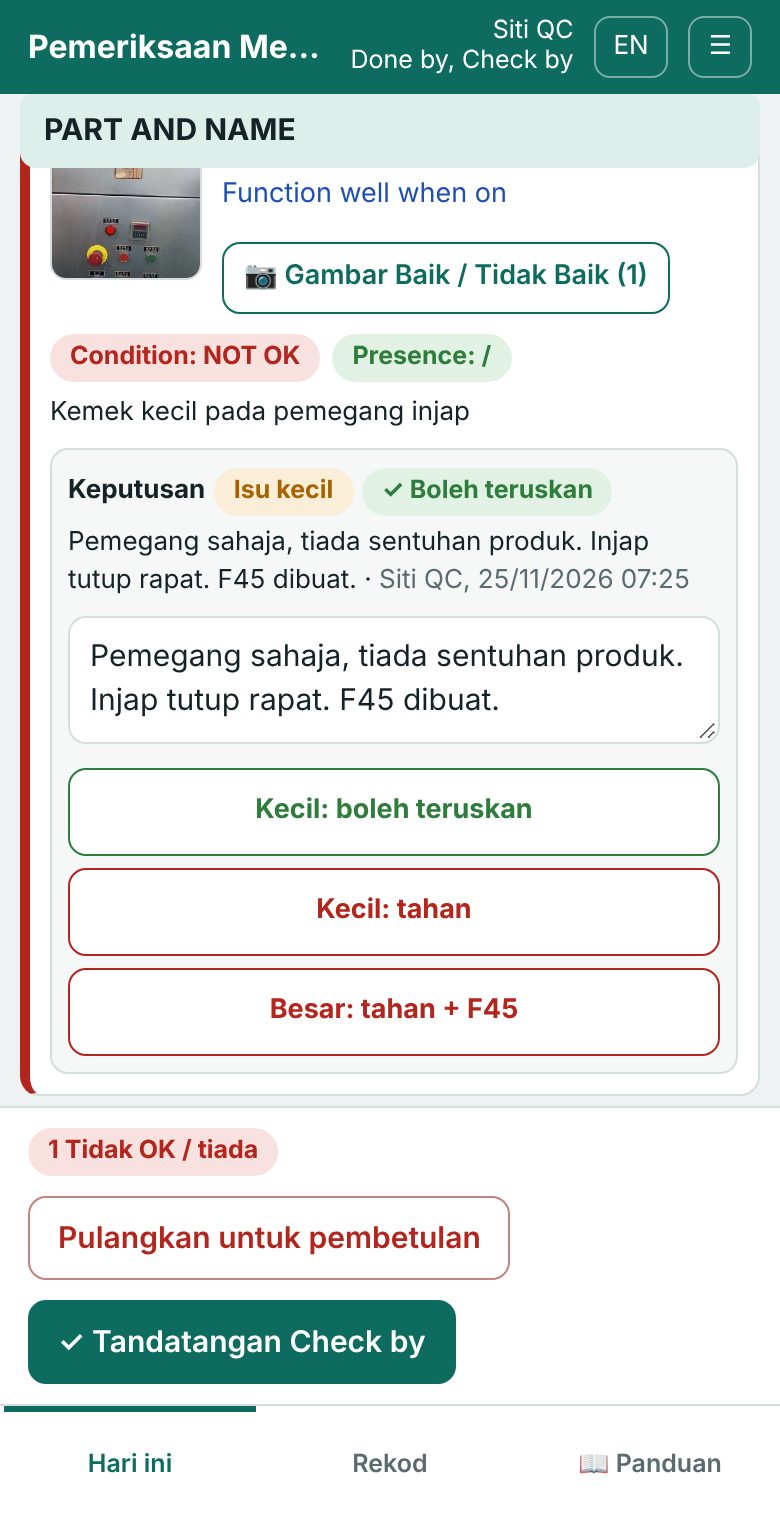 Pemeriksaan Me...
Siti QC
Done by, Check by
EN
PART AND NAME
Function well when on
Gambar Baik / Tidak Baik (1)
Condition: NOT OK
Presence: /
Kemek kecil pada pemegang injap
Keputusan
Isu kecil
✓ Boleh teruskan
Pemegang sahaja, tiada sentuhan produk. Injap
tutup rapat. F45 dibuat. · Siti QC, 25/11/2026 07:25
Pemegang sahaja, tiada sentuhan produk.
Injap tutup rapat. F45 dibuat.
Kecil: boleh teruskan
Kecil: tahan
Besar: tahan + F45
1 Tidak OK / tiada
Pulangkan untuk pembetulan
✓ Tandatangan Check by
Hari ini
Rekod
Panduan